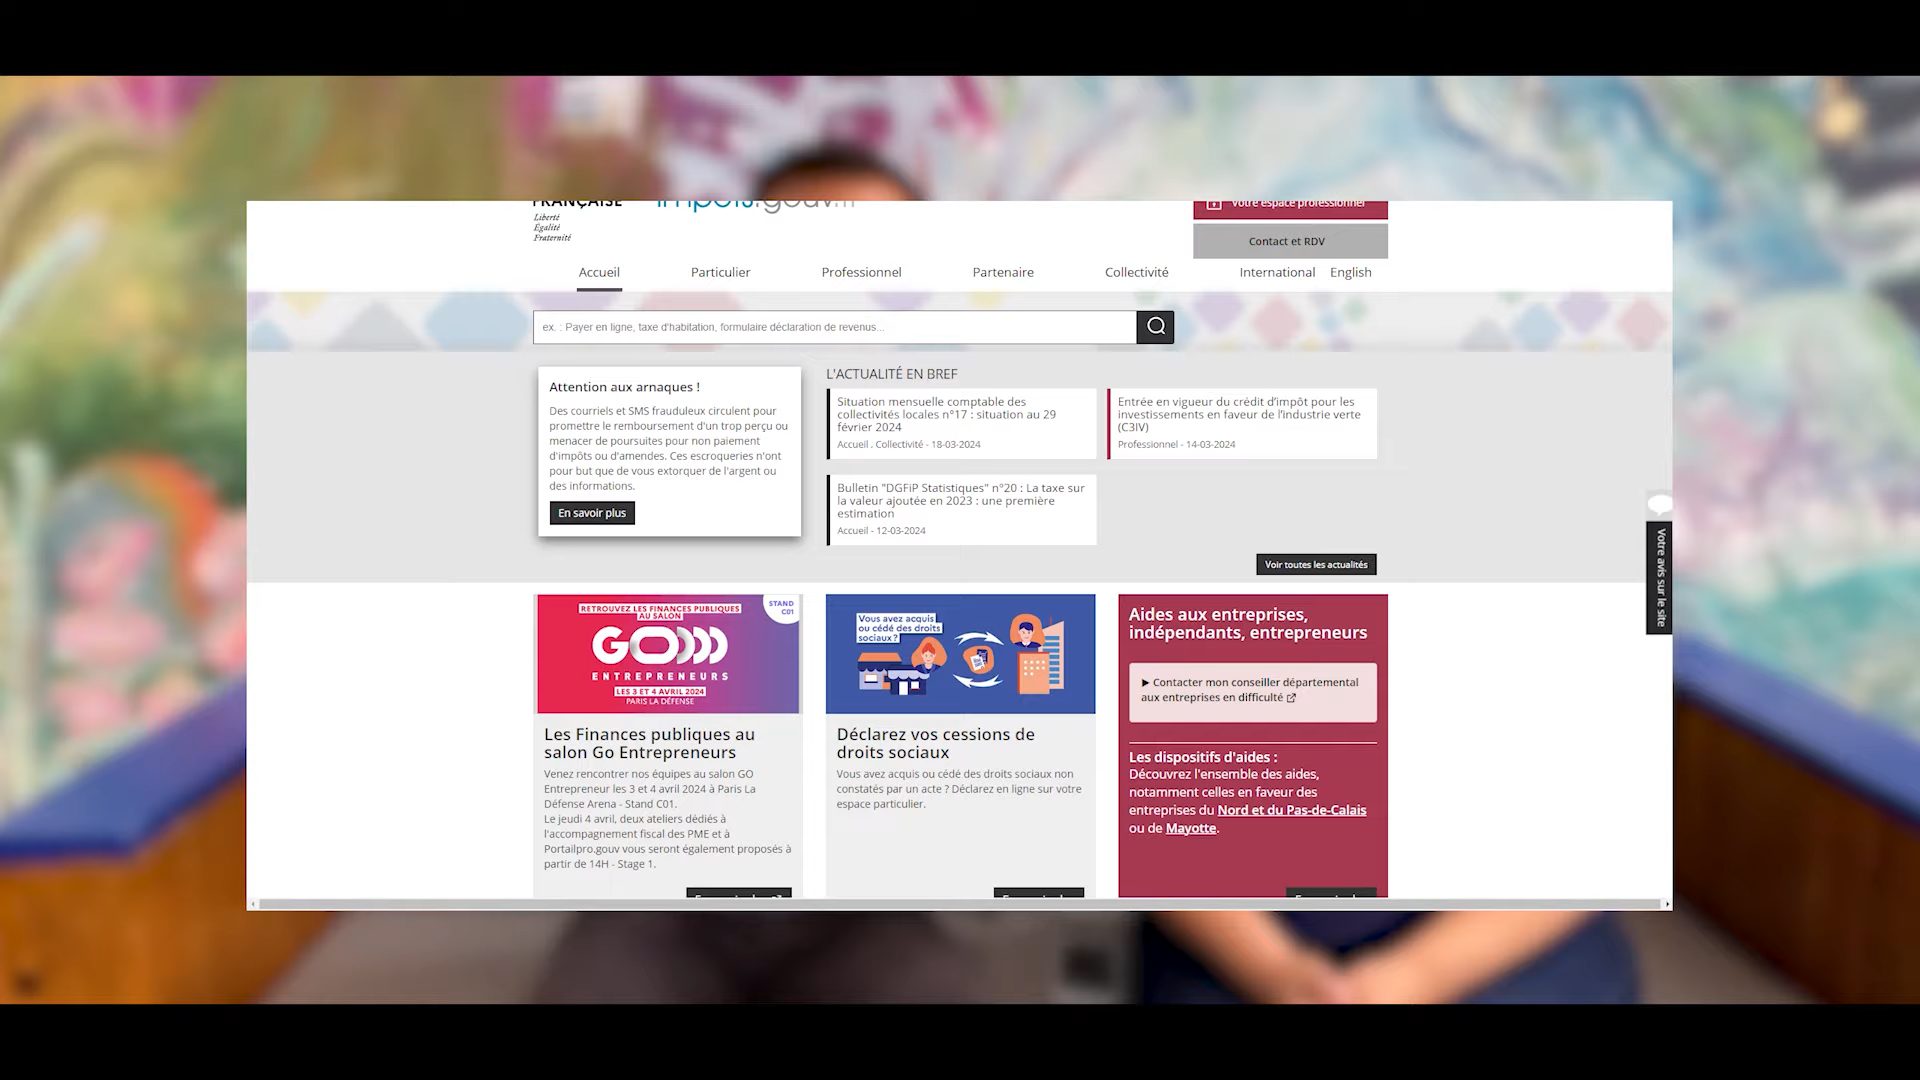 FRANÇAISE
impots.gouv.fr
Liberté
Égalité
Fraternité
Votre espace professionnel
Contact et RDV
Accueil
Particulier
Professionnel
Partenaire
Collectivité
International
English
ex. : Payer en ligne, taxe d'habitation, formulaire déclaration de revenus...
Attention aux arnaques !
Des courriels et SMS frauduleux circulent pour
promettre le remboursement d'un trop perçu ou
menacer de poursuites pour non paiement
d'impôts ou d'amendes. Ces escroqueries n'ont
pour but que de vous extorquer de l'argent ou
des informations.
En savoir plus
L'ACTUALITÉ EN BREF
Situation mensuelle comptable des
collectivités locales n°17 : situation au 29
février 2024
Accueil . Collectivité - 18-03-2024
Entrée en vigueur du crédit d’impôt pour les
investissements en faveur de l’industrie verte
(C3IV)
Professionnel - 14-03-2024
Bulletin "DGFiP Statistiques" n°20 : La taxe sur
la valeur ajoutée en 2023 : une première
estimation
Accueil - 12-03-2024
Voir toutes les actualités
Votre avis sur le site
RETROUVEZ LES FINANCES PUBLIQUES
AU SALON
STAND
C01
GO
ENTREPRENEURS
LES 3 ET 4 AVRIL 2024
PARIS LA DÉFENSE
Les Finances publiques au
salon Go Entrepreneurs
Venez rencontrer nos équipes au salon GO
Entrepreneur les 3 et 4 avril 2024 à Paris La
Défense Arena - Stand C01.
Le jeudi 4 avril, deux ateliers dédiés à
l'accompagnement fiscal des PME et à
Portailpro.gouv vous seront également proposés à
partir de 14H - Stage 1.
Vous avez acquis
ou cédé des droits
sociaux ?
Déclarez vos cessions de
droits sociaux
Vous avez acquis ou cédé des droits sociaux non
constatés par un acte ? Déclarez en ligne sur votre
espace particulier.
Aides aux entreprises,
indépendants, entrepreneurs
▶ Contacter mon conseiller départemental
aux entreprises en difficulté
Les dispositifs d'aides :
Découvrez l'ensemble des aides,
notamment celles en faveur des
entreprises du Nord et du Pas-de-Calais
ou de Mayotte.